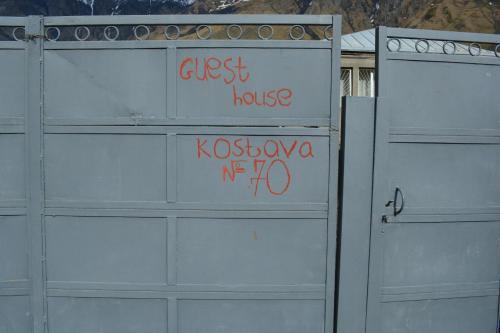 Guest
house
Kostava
№ 70